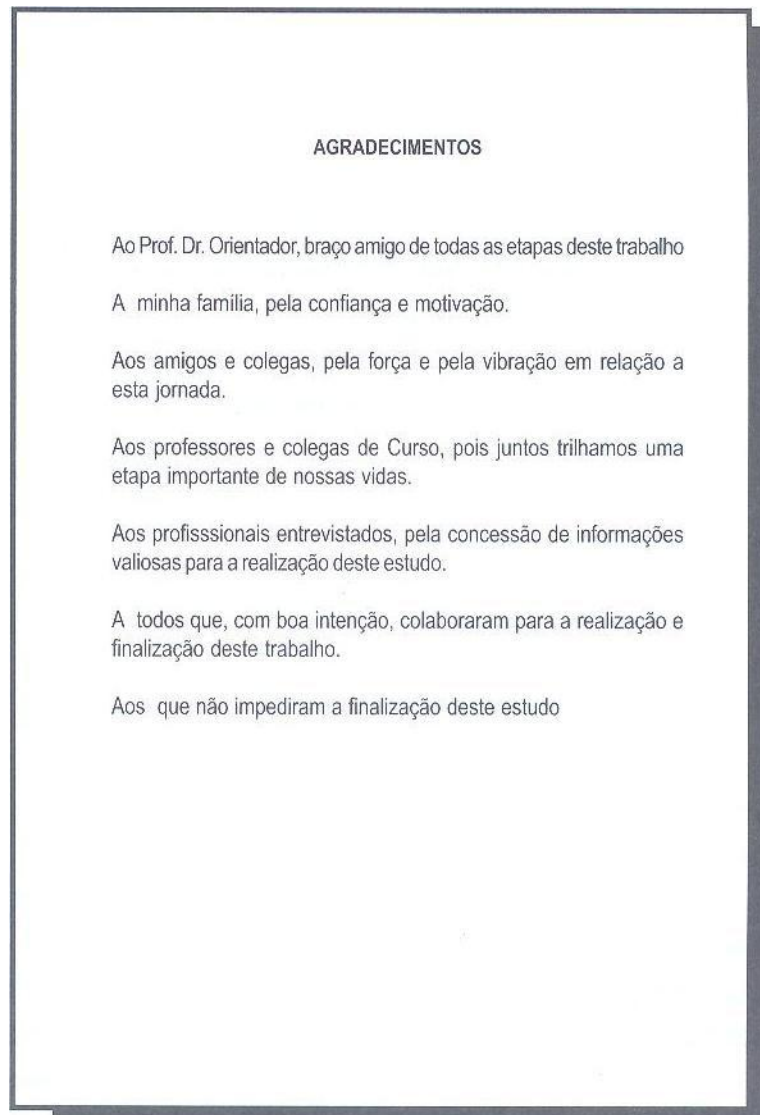 AGRADECIMENTOS
Ao Prof. Dr. Orientador, braço amigo de todas as etapas deste trabalho
A minha família, pela confiança e motivação.
Aos amigos e colegas, pela força e pela vibração em relação a
esta jornada.
Aos professores e colegas de Curso, pois juntos trilhamos uma
etapa importante de nossas vidas.
Aos profisssionais entrevistados, pela concessão de informações
valiosas para a realização deste estudo.
A todos que, com boa intenção, colaboraram para a realização e
finalização deste trabalho.
Aos que não impediram a finalização deste estudo